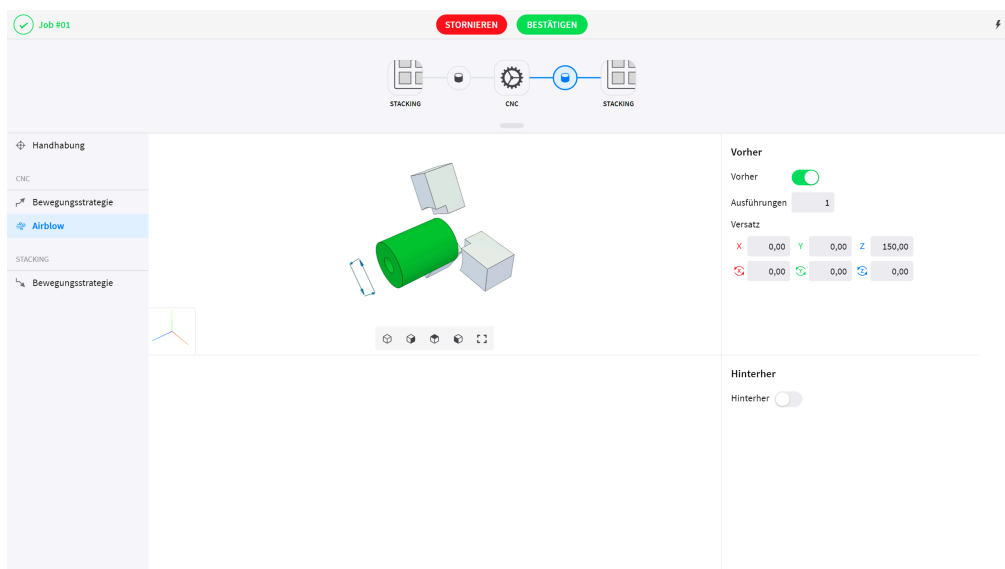 Job #01
STORNIEREN
BESTÄTIGEN
STACKING
CNC
STACKING
Handhabung
CNC
Bewegungsstrategie
Airblow
STACKING
Bewegungsstrategie
Vorher
Vorher
Ausführungen 1
Versatz
X 0,00 Y 0,00 Z 150,00
X 0,00 Y 0,00 Z 0,00
Hinterher
Hinterher